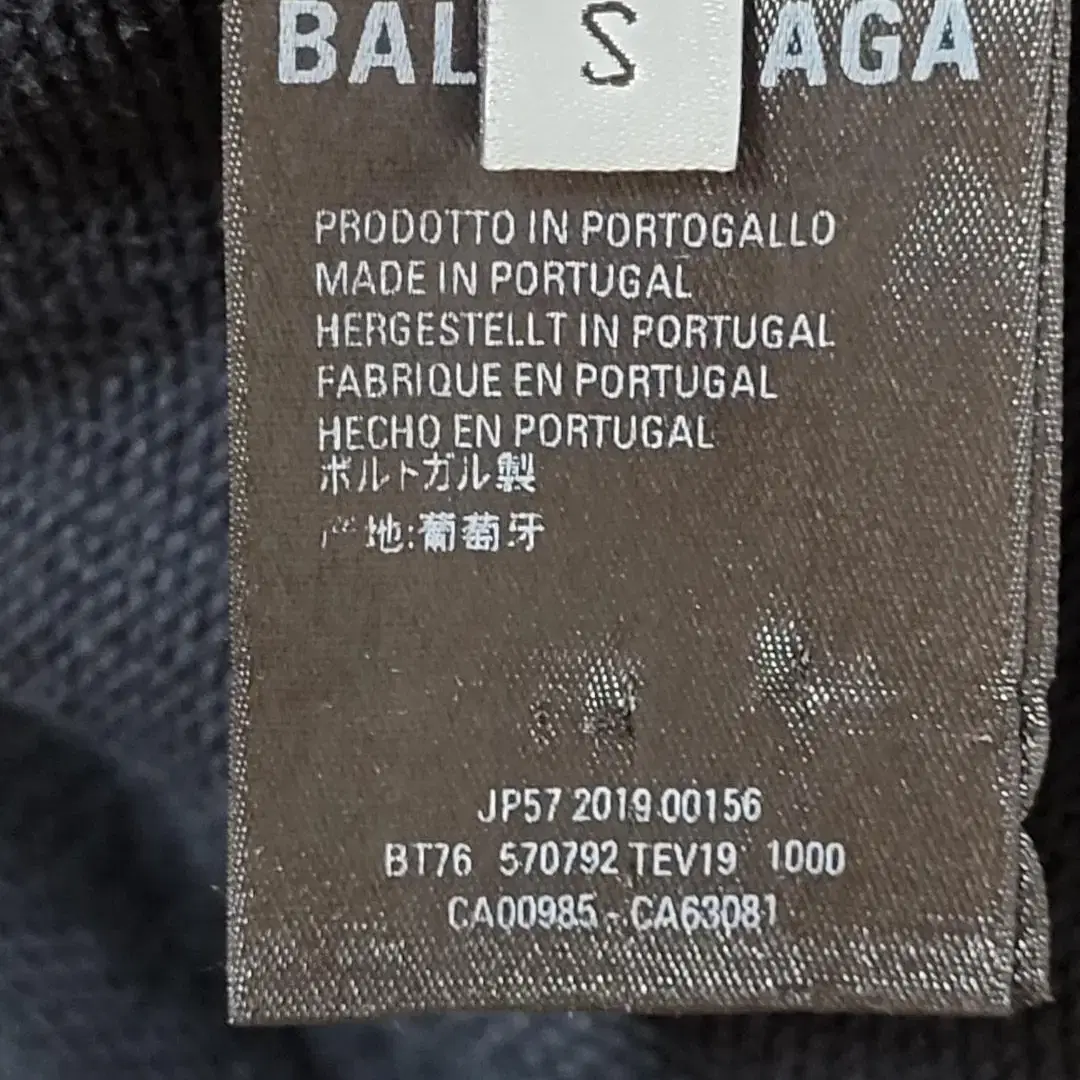 BAL AGA
S
PRODOTTO IN PORTOGALLO
MADE IN PORTUGAL
HERGESTELLT IN PORTUGAL
FABRIQUE EN PORTUGAL
HECHO EN PORTUGAL
ポルトガル製
产地:葡萄牙
JP57 2019 00156
BT76 570792 TEV19 1000
CA00985 - CA63081